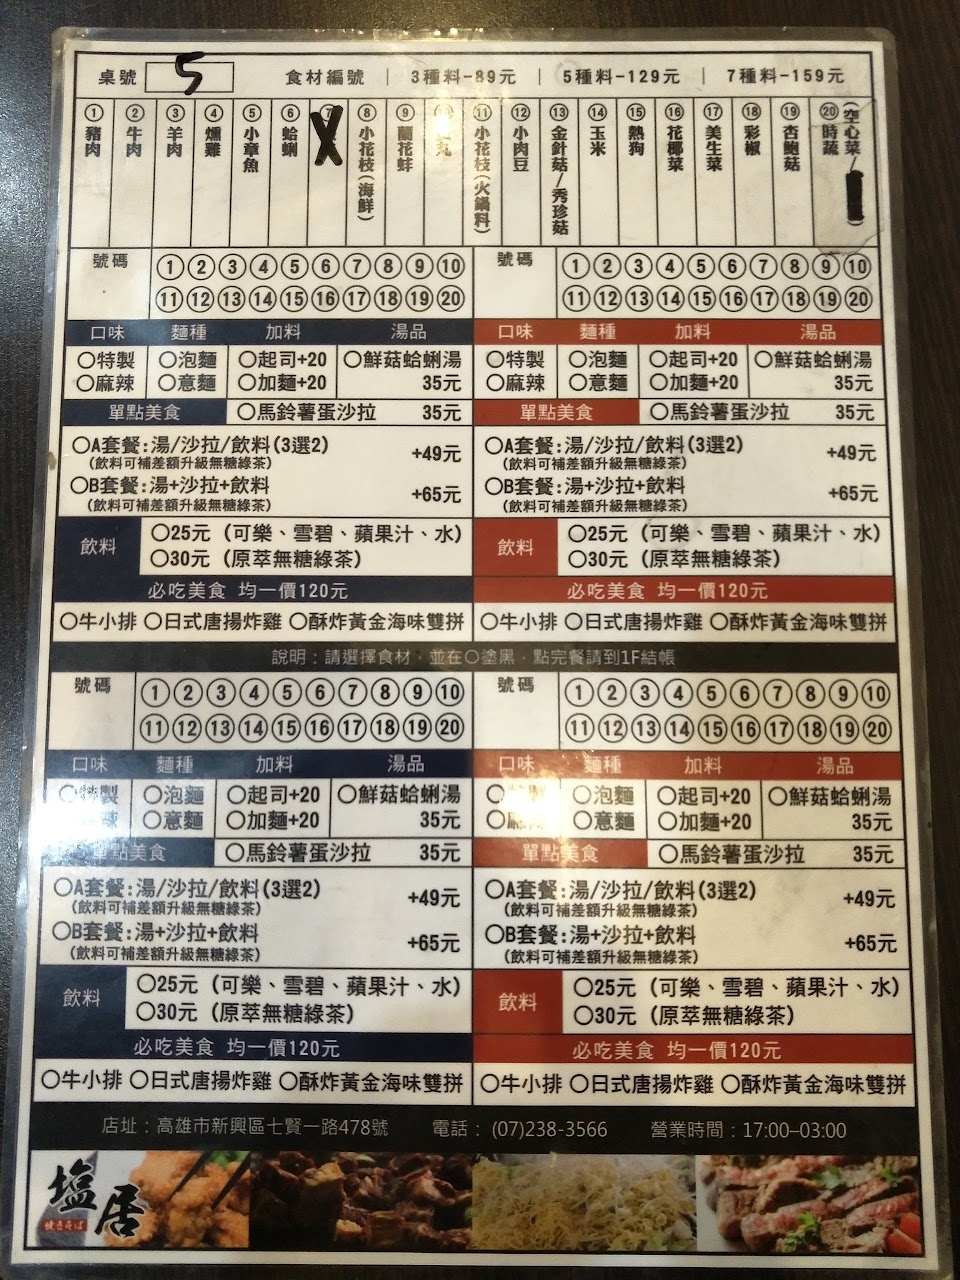 桌號 5 食材編號 | 3種料-89元 | 5種料-129元 | 7種料-159元
①豬肉
②牛肉
③羊肉
④燻雞
⑤小章魚
⑥蛤蜊
⑦
⑧小花枝(海鮮)
⑨蘭花蚌
丸
⑪小花枝(火鍋料)
⑫小肉豆
⑬金針菇/秀珍菇
⑭玉米
⑮熱狗
⑯花椰菜
⑰美生菜
⑱彩椒
⑲杏鮑菇
⑳時蔬
(空心菜/
號碼 ①②③④⑤⑥⑦⑧⑨⑩
⑪⑫⑬⑭⑮⑯⑰⑱⑲⑳
口味 麵種 加料 湯品
○特製 ○泡麵 ○起司+20 ○鮮菇蛤蜊湯
○麻辣 ○意麵 ○加麵+20 35元
單點美食 ○馬鈴薯蛋沙拉 35元
○A套餐:湯/沙拉/飲料(3選2) +49元
(飲料可補差額升級無糖綠茶)
○B套餐:湯+沙拉+飲料 +65元
(飲料可補差額升級無糖綠茶)
飲料 ○25元 (可樂、雪碧、蘋果汁、水)
○30元 (原萃無糖綠茶)
必吃美食 均一價120元
○牛小排 ○日式唐揚炸雞 ○酥炸黃金海味雙拼
號碼 ①②③④⑤⑥⑦⑧⑨⑩
⑪⑫⑬⑭⑮⑯⑰⑱⑲⑳
口味 麵種 加料 湯品
○特製 ○泡麵 ○起司+20 ○鮮菇蛤蜊湯
○麻辣 ○意麵 ○加麵+20 35元
單點美食 ○馬鈴薯蛋沙拉 35元
○A套餐:湯/沙拉/飲料(3選2) +49元
(飲料可補差額升級無糖綠茶)
○B套餐:湯+沙拉+飲料 +65元
(飲料可補差額升級無糖綠茶)
飲料 ○25元 (可樂、雪碧、蘋果汁、水)
○30元 (原萃無糖綠茶)
必吃美食 均一價120元
○牛小排 ○日式唐揚炸雞 ○酥炸黃金海味雙拼
說明：請選擇食材，並在○塗黑，點完餐請到1F結帳
號碼 ①②③④⑤⑥⑦⑧⑨⑩
⑪⑫⑬⑭⑮⑯⑰⑱⑲⑳
口味 麵種 加料 湯品
○特製 ○泡麵 ○起司+20 ○鮮菇蛤蜊湯
辣 ○意麵 ○加麵+20 35元
單點美食 ○馬鈴薯蛋沙拉 35元
○A套餐:湯/沙拉/飲料(3選2) +49元
(飲料可補差額升級無糖綠茶)
○B套餐:湯+沙拉+飲料 +65元
(飲料可補差額升級無糖綠茶)
飲料 ○25元 (可樂、雪碧、蘋果汁、水)
○30元 (原萃無糖綠茶)
必吃美食 均一價120元
○牛小排 ○日式唐揚炸雞 ○酥炸黃金海味雙拼
號碼 ①②③④⑤⑥⑦⑧⑨⑩
⑪⑫⑬⑭⑮⑯⑰⑱⑲⑳
口味 麵種 加料 湯品
製 ○泡麵 ○起司+20 ○鮮菇蛤蜊湯
○麻 ○意麵 ○加麵+20 35元
單點美食 ○馬鈴薯蛋沙拉 35元
○A套餐:湯/沙拉/飲料(3選2) +49元
(飲料可補差額升級無糖綠茶)
○B套餐:湯+沙拉+飲料 +65元
(飲料可補差額升級無糖綠茶)
飲料 ○25元 (可樂、雪碧、蘋果汁、水)
○30元 (原萃無糖綠茶)
必吃美食 均一價120元
○牛小排 ○日式唐揚炸雞 ○酥炸黃金海味雙拼
店址：高雄市新興區七賢一路478號 電話：(07)238-3566 營業時間：17:00–03:00
塩居
焼きそば